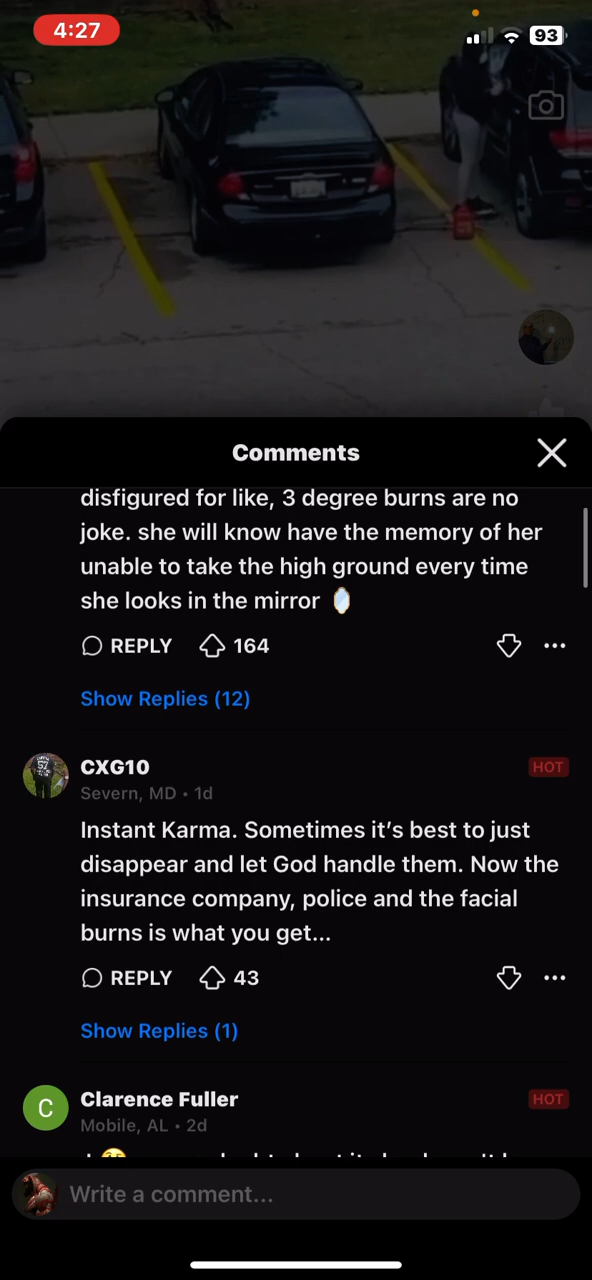 4:27
93
Comments
disfigured for like, 3 degree burns are no
joke. she will know have the memory of her
unable to take the high ground every time
she looks in the mirror 🪞
REPLY 164
Show Replies (12)
CXG10 HOT
Severn, MD • 1d
Instant Karma. Sometimes it’s best to just
disappear and let God handle them. Now the
insurance company, police and the facial
burns is what you get...
REPLY 43
Show Replies (1)
C
Clarence Fuller HOT
Mobile, AL • 2d
Write a comment...